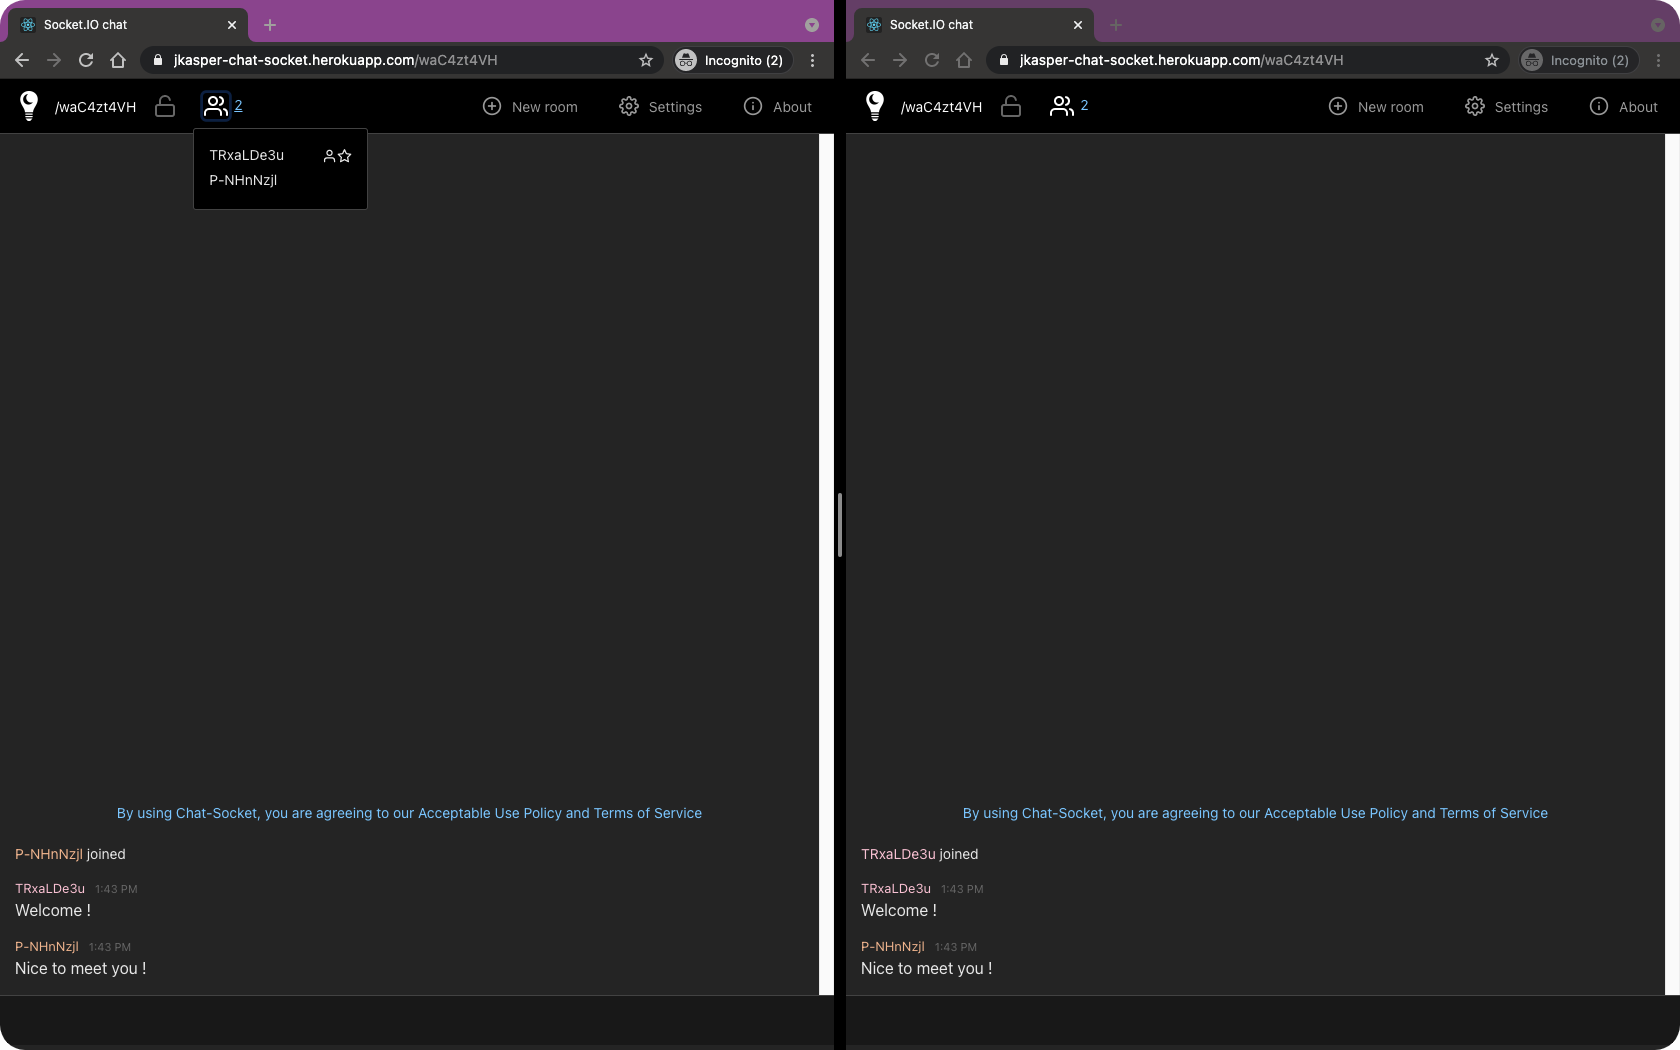 Socket.IO chat
jkasper-chat-socket.herokuapp.com/waC4zt4VH
Incognito (2)
/waC4zt4VH
2
New room
Settings
About
TRxaLDe3u
P-NHnNzjl
By using Chat-Socket, you are agreeing to our Acceptable Use Policy and Terms of Service
P-NHnNzjl joined
TRxaLDe3u 1:43 PM
Welcome !
P-NHnNzjl 1:43 PM
Nice to meet you !
Socket.IO chat
jkasper-chat-socket.herokuapp.com/waC4zt4VH
Incognito (2)
/waC4zt4VH
2
New room
Settings
About
By using Chat-Socket, you are agreeing to our Acceptable Use Policy and Terms of Service
TRxaLDe3u joined
TRxaLDe3u 1:43 PM
Welcome !
P-NHnNzjl 1:43 PM
Nice to meet you !